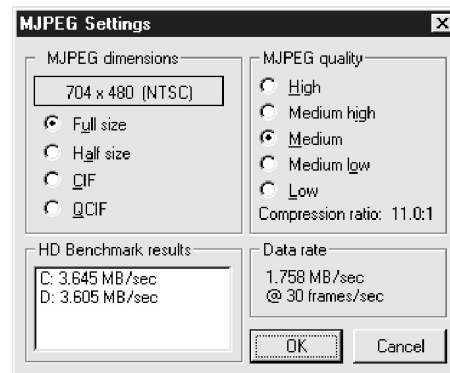 MJPEG Settings
MJPEG dimensions
704 x 480 (NTSC)
Full size
Half size
CIF
QCIF
MJPEG quality
High
Medium high
Medium
Medium low
Low
Compression ratio: 11.0:1
HD Benchmark results
C: 3.645 MB/sec
D: 3.605 MB/sec
Data rate
1.758 MB/sec
@ 30 frames/sec
OK
Cancel